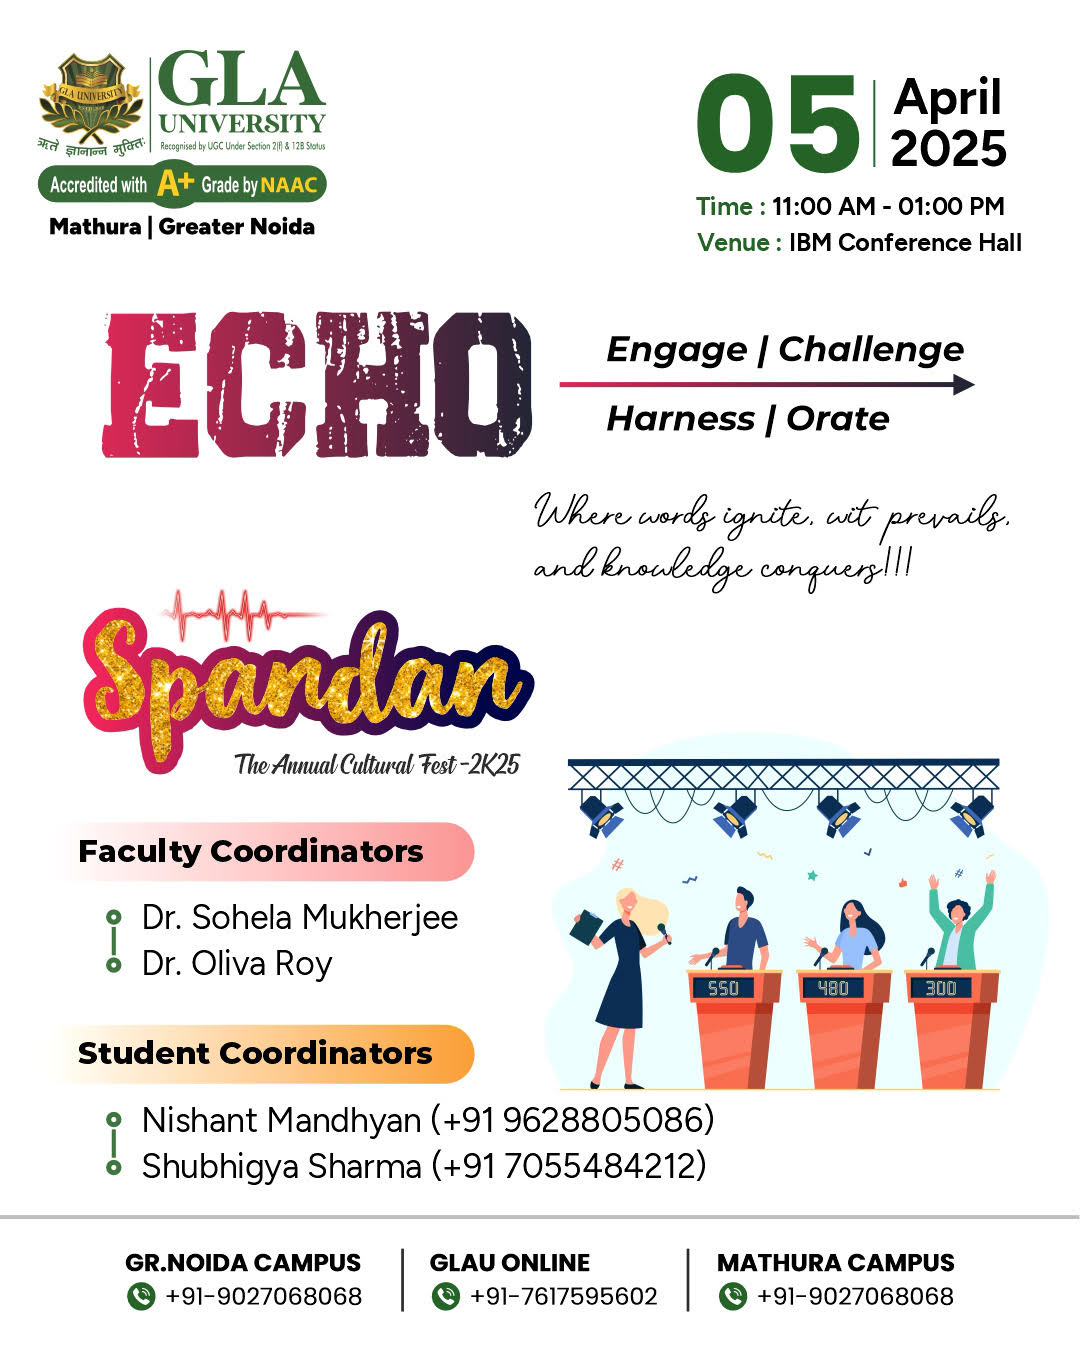 GLA UNIVERSITY
ऋते ज्ञानान्न मुक्तिः
GLA
UNIVERSITY
Recognised by UGC Under Section 2(f) & 12B Status
Accredited with A+ Grade by NAAC
Mathura | Greater Noida
05 April 2025
Time : 11:00 AM - 01:00 PM
Venue : IBM Conference Hall
ECHO
Engage | Challenge
Harness | Orate
Where words ignite, wit prevails,
and knowledge conquers!!!
Spandan
The Annual Cultural Fest -2K25
Faculty Coordinators
Dr. Sohela Mukherjee
Dr. Oliva Roy
# #
550 480 300
Student Coordinators
Nishant Mandhyan (+91 9628805086)
Shubhigya Sharma (+91 7055484212)
GR.NOIDA CAMPUS
+91-9027068068
GLAU ONLINE
+91-7617595602
MATHURA CAMPUS
+91-9027068068